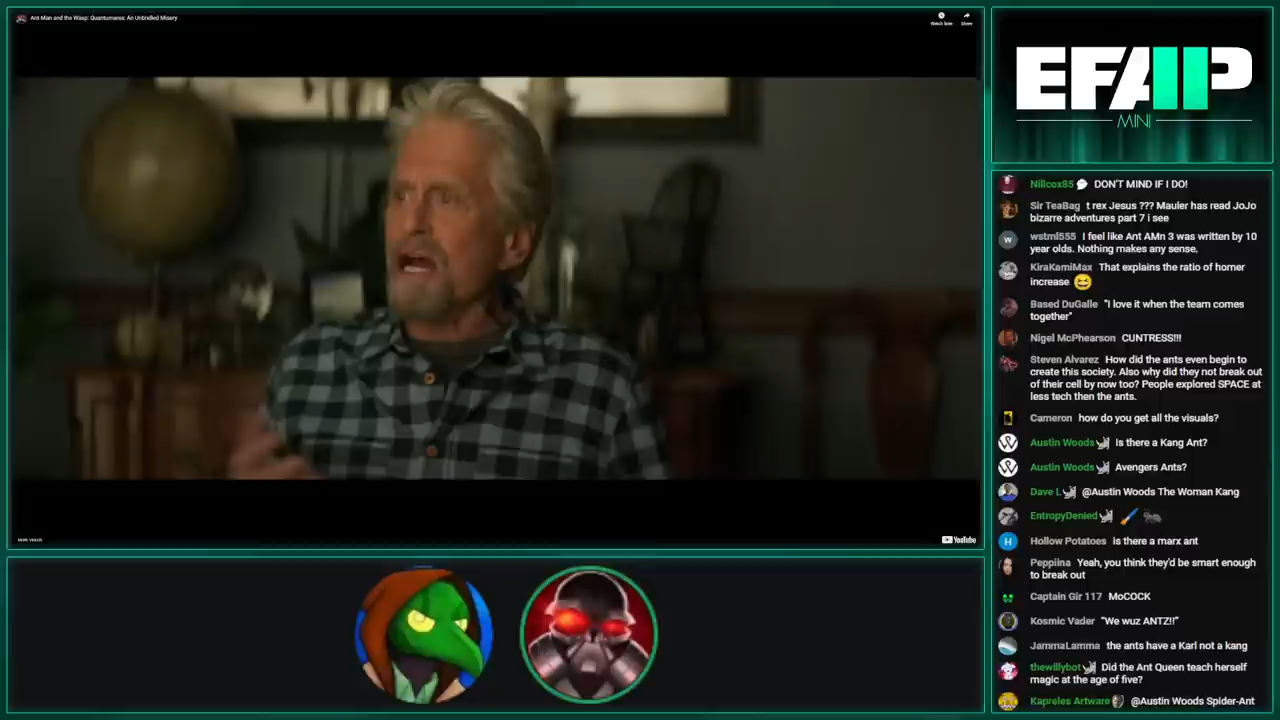 Ant-Man and the Wasp: Quantumania: An Unbridled Misery
Watch later
Share
MORE VIDEOS
YouTube
EFAP
MINI
Nillcox85 DON'T MIND IF I DO!
Sir TeaBag t rex Jesus ??? Mauler has read JoJo
bizarre adventures part 7 i see
wstml555 I feel like Ant AMn 3 was written by 10
year olds. Nothing makes any sense.
KiraKamiMax That explains the ratio of homer
increase
Based DuGalle "I love it when the team comes
together"
Nigel McPhearson CUNTRESS!!!
Steven Alvarez How did the ants even begin to
create this society. Also why did they not break out
of their cell by now too? People explored SPACE at
less tech then the ants.
Cameron how do you get all the visuals?
Austin Woods Is there a Kang Ant?
Austin Woods Avengers Ants?
Dave L @Austin Woods The Woman Kang
EntropyDenied
Hollow Potatoes is there a marx ant
Peppiina Yeah, you think they'd be smart enough
to break out
Captain Gir 117 MoCOCK
Kosmic Vader "We wuz ANTZ!!"
JammaLamma the ants have a Karl not a kang
thewillybot Did the Ant Queen teach herself
magic at the age of five?
Kapreles Artware @Austin Woods Spider-Ant